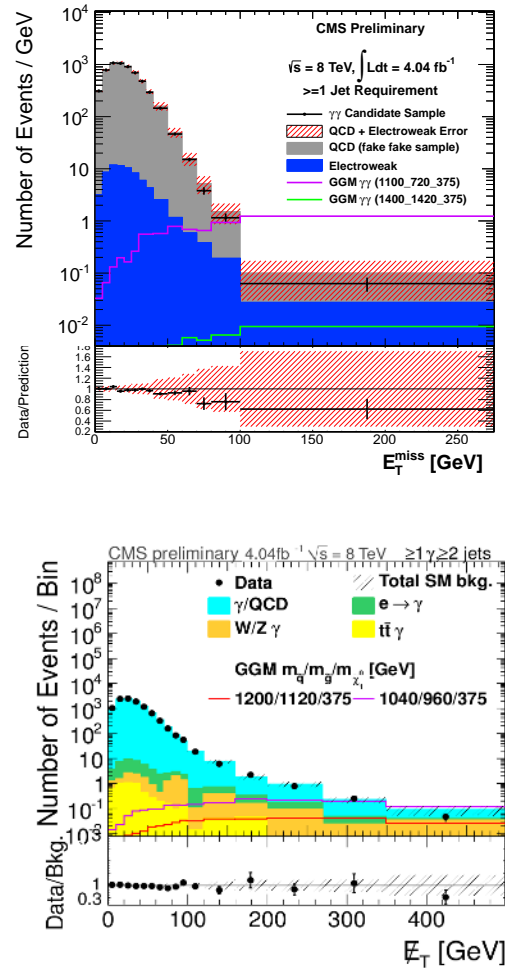 CMS Preliminary
√s = 8 TeV, ∫Ldt = 4.04 fb⁻¹
>=1 Jet Requirement
γγ Candidate Sample
QCD + Electroweak Error
QCD (fake fake sample)
Electroweak
GGM γγ (1100_720_375)
GGM γγ (1400_1420_375)
Number of Events / GeV
10³
10²
10
1
10⁻¹
10⁻²
Data/Prediction
1.8
1.6
1.4
1.2
1
0.8
0.6
0.4
0.2
0 50 100 150 200 250
E_T^miss [GeV]
CMS preliminary 4.04fb⁻¹ √s = 8 TeV ≥1γ≥2 jets
Number of Events / Bin
10⁸
10⁷
10⁶
10⁵
10⁴
10³
10²
10
1
10⁻¹
10⁻²
10⁻³
Data Total SM bkg.
γ/QCD e→γ
W/Z γ tt̄ γ
GGM m_q̃/m_g̃/m_χ̃₁⁰ [GeV]
1200/1120/375 1040/960/375
Data/Bkg.
1
0.3
0 100 200 300 400
E̸_T [GeV]